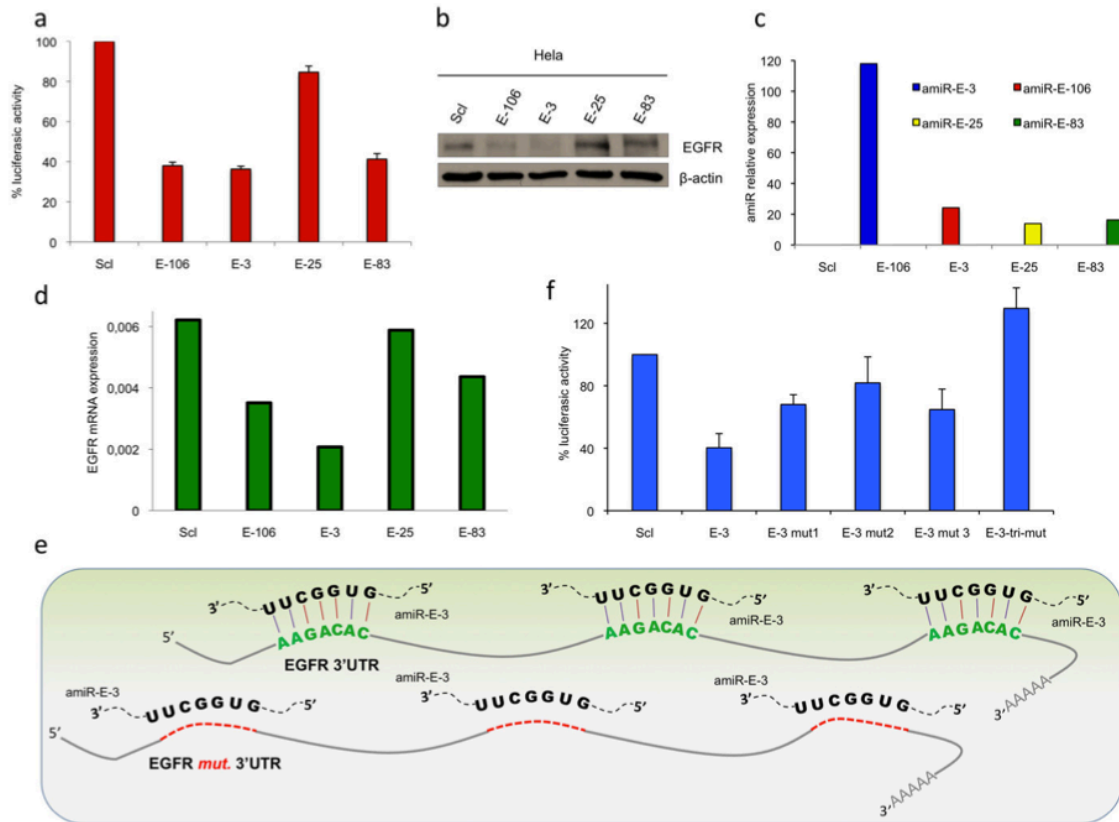 a
100
80
60
40
20
0
% luciferasic activity
Scl E-106 E-3 E-25 E-83
b
Hela
Scl E-106 E-3 E-25 E-83
EGFR
β-actin
c
120
100
80
60
40
20
0
amiR relative expression
amiR-E-3 amiR-E-106
amiR-E-25 amiR-E-83
Scl E-106 E-3 E-25 E-83
d
0,006
0,004
0,002
0
EGFR mRNA expression
Scl E-106 E-3 E-25 E-83
f
120
80
40
0
% luciferasic activity
Scl E-3 E-3 mut1 E-3 mut2 E-3 mut 3 E-3-tri-mut
e
3’ UUCGGUG 5’ 3’ UUCGGUG 5’ 3’ UUCGGUG 5’
amiR-E-3 amiR-E-3 amiR-E-3
5’ AAGACAC AAGACAC AAGACAC
EGFR 3’UTR
3’AAAAA
amiR-E-3 amiR-E-3 amiR-E-3
3’ UUCGGUG 5’ 3’ UUCGGUG 5’ 3’ UUCGGUG 5’
5’
EGFR mut. 3’UTR
3’AAAAA